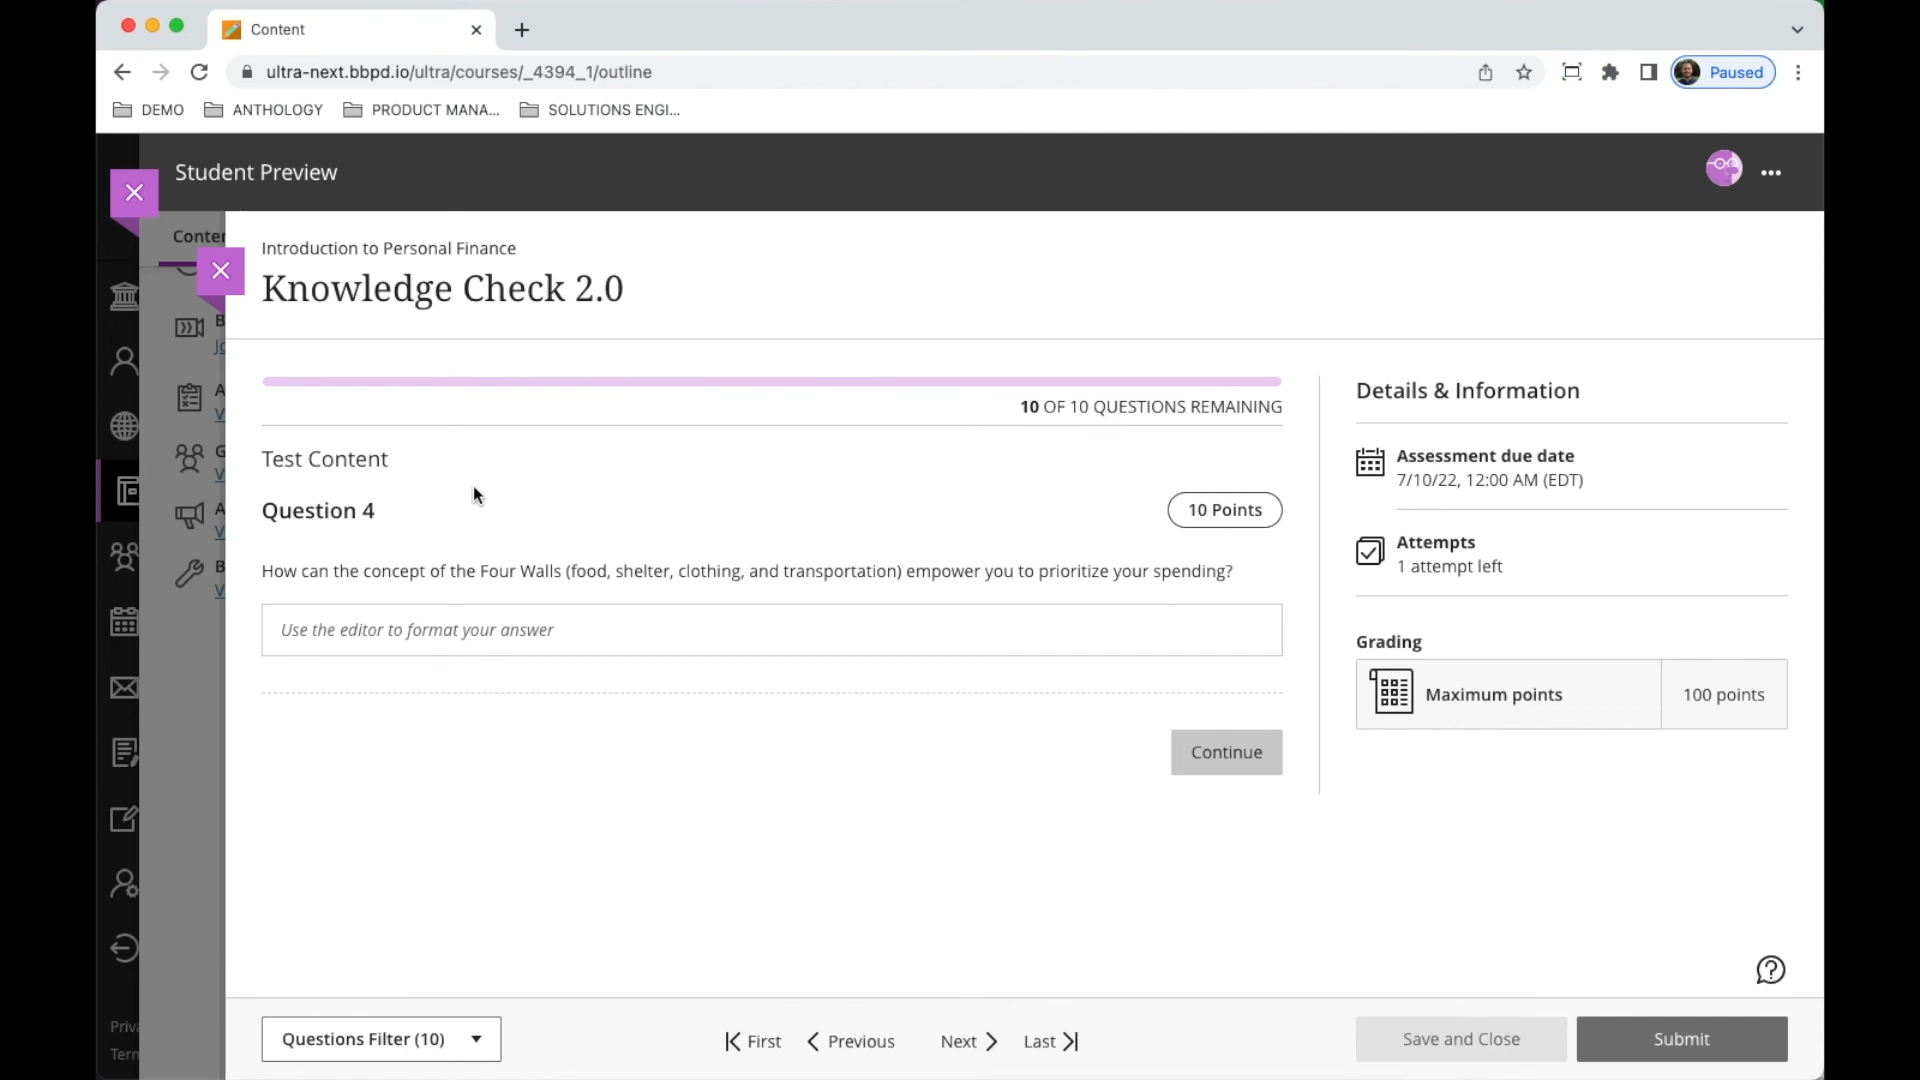 Content
ultra-next.bbpd.io/ultra/courses/_4394_1/outline
Paused
DEMO
ANTHOLOGY
PRODUCT MANA...
SOLUTIONS ENGI...
Student Preview
Conter
Introduction to Personal Finance
Knowledge Check 2.0
B
Jo
A
V
G
V
A
V
B
V
Priva
Term
10 OF 10 QUESTIONS REMAINING
Test Content
Question 4
10 Points
How can the concept of the Four Walls (food, shelter, clothing, and transportation) empower you to prioritize your spending?
Use the editor to format your answer
Continue
Details & Information
Assessment due date
7/10/22, 12:00 AM (EDT)
Attempts
1 attempt left
Grading
Maximum points
100 points
Questions Filter (10)
First
Previous
Next
Last
Save and Close
Submit